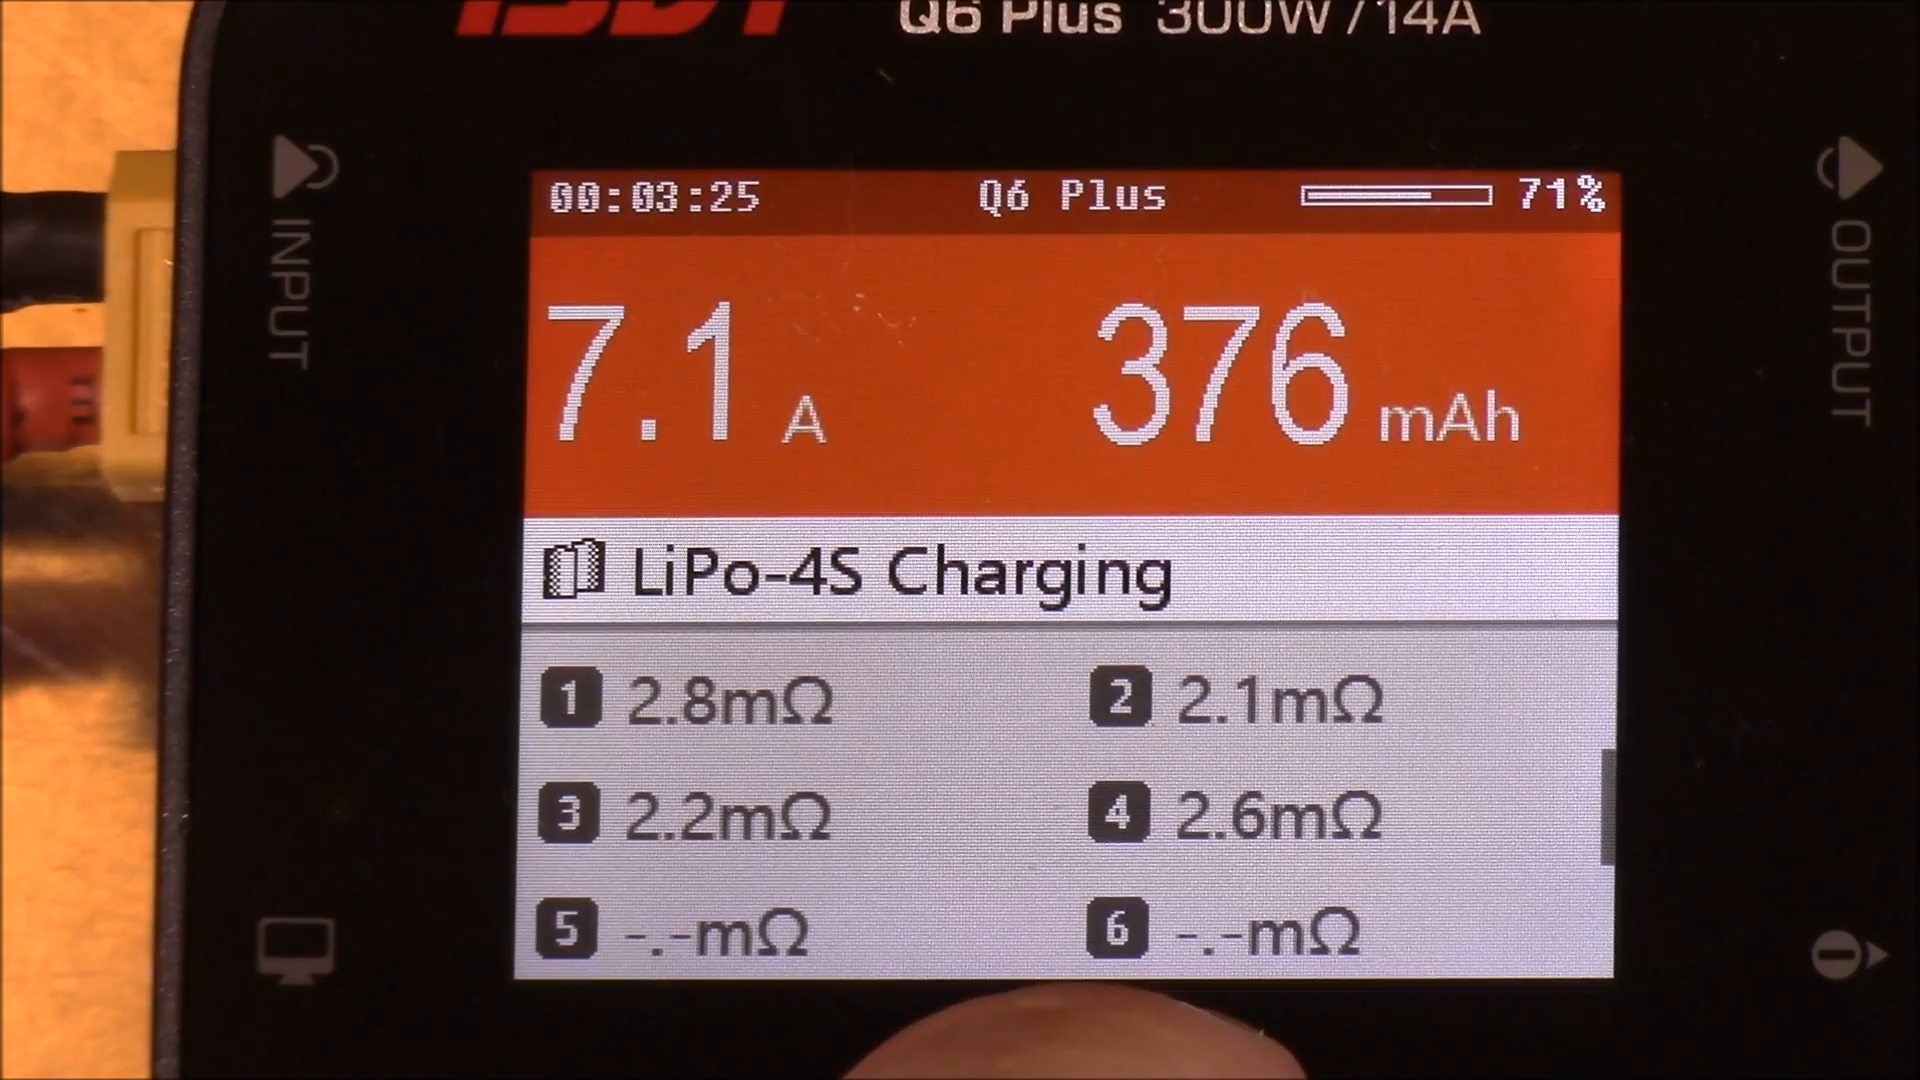 ISDT Q6 Plus 300W/14A
INPUT
OUTPUT
00:03:25 Q6 Plus 71%
7.1 A 376 mAh
LiPo-4S Charging
1 2.8mΩ 2 2.1mΩ
3 2.2mΩ 4 2.6mΩ
5 -.-mΩ 6 -.-mΩ